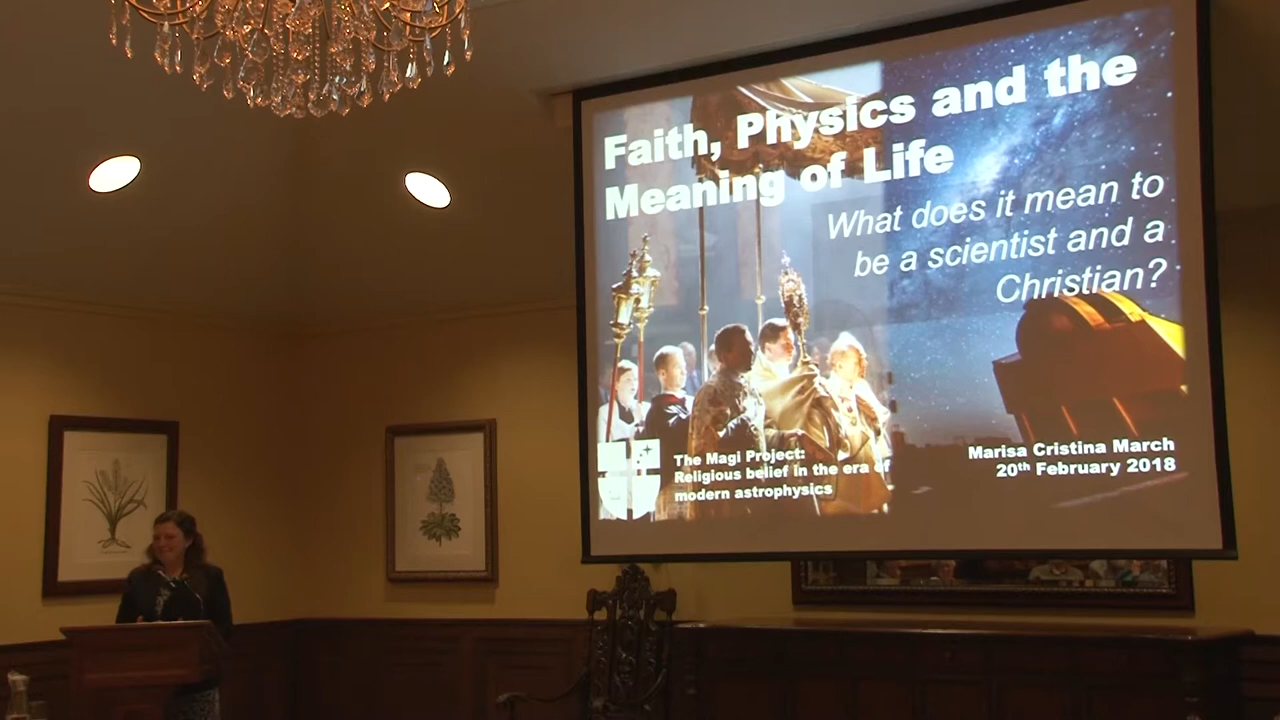 Faith, Physics and the
Meaning of Life
What does it mean to
be a scientist and a
Christian?
The Magi Project:
Religious belief in the era of
modern astrophysics
Marisa Cristina March
20th February 2018